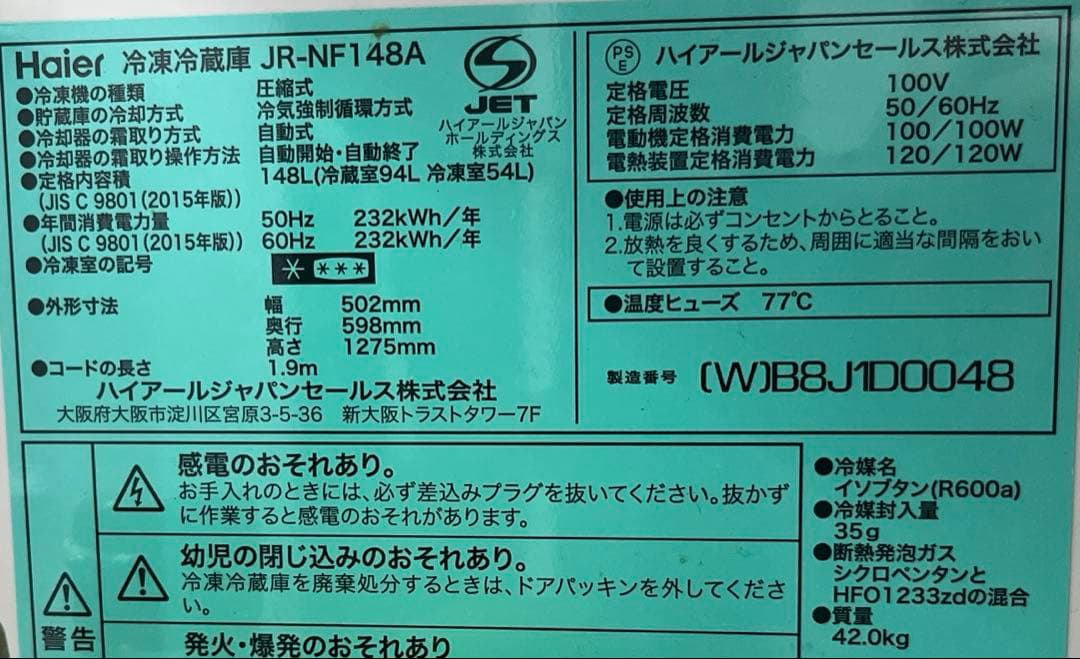 Haier 冷凍冷蔵庫 JR-NF148A
●冷凍機の種類 圧縮式
●貯蔵庫の冷却方式 冷気強制循環方式
●冷却器の霜取り方式 自動式
●冷却器の霜取り操作方法 自動開始・自動終了
●定格内容積 148L(冷蔵室94L 冷凍室54L)
(JIS C 9801(2015年版))
●年間消費電力量 50Hz 232kWh/年
(JIS C 9801(2015年版)) 60Hz 232kWh/年
●冷凍室の記号 * ***
●外形寸法 幅 502mm
奥行 598mm
高さ 1275mm
●コードの長さ 1.9m
ハイアールジャパンセールス株式会社
大阪府大阪市淀川区宮原3-5-36 新大阪トラストタワー7F
JET
ハイアールジャパン
ホールディングス
株式会社
PS
E
ハイアールジャパンセールス株式会社
定格電圧 100V
定格周波数 50/60Hz
電動機定格消費電力 100/100W
電熱装置定格消費電力 120/120W
●使用上の注意
1.電源は必ずコンセントからとること。
2.放熱を良くするため、周囲に適当な間隔をおい
て設置すること。
●温度ヒューズ 77℃
製造番号 (W)B8J1D0048
警告
感電のおそれあり。
お手入れのときには、必ず差込みプラグを抜いてください。抜かず
に作業すると感電のおそれがあります。
幼児の閉じ込みのおそれあり。
冷凍冷蔵庫を廃棄処分するときは、ドアパッキンを外してくださ
い。
発火・爆発のおそれあり
●冷媒名
イソブタン(R600a)
●冷媒封入量
35g
●断熱発泡ガス
シクロペンタンと
HFO1233zdの混合
●質量
42.0kg